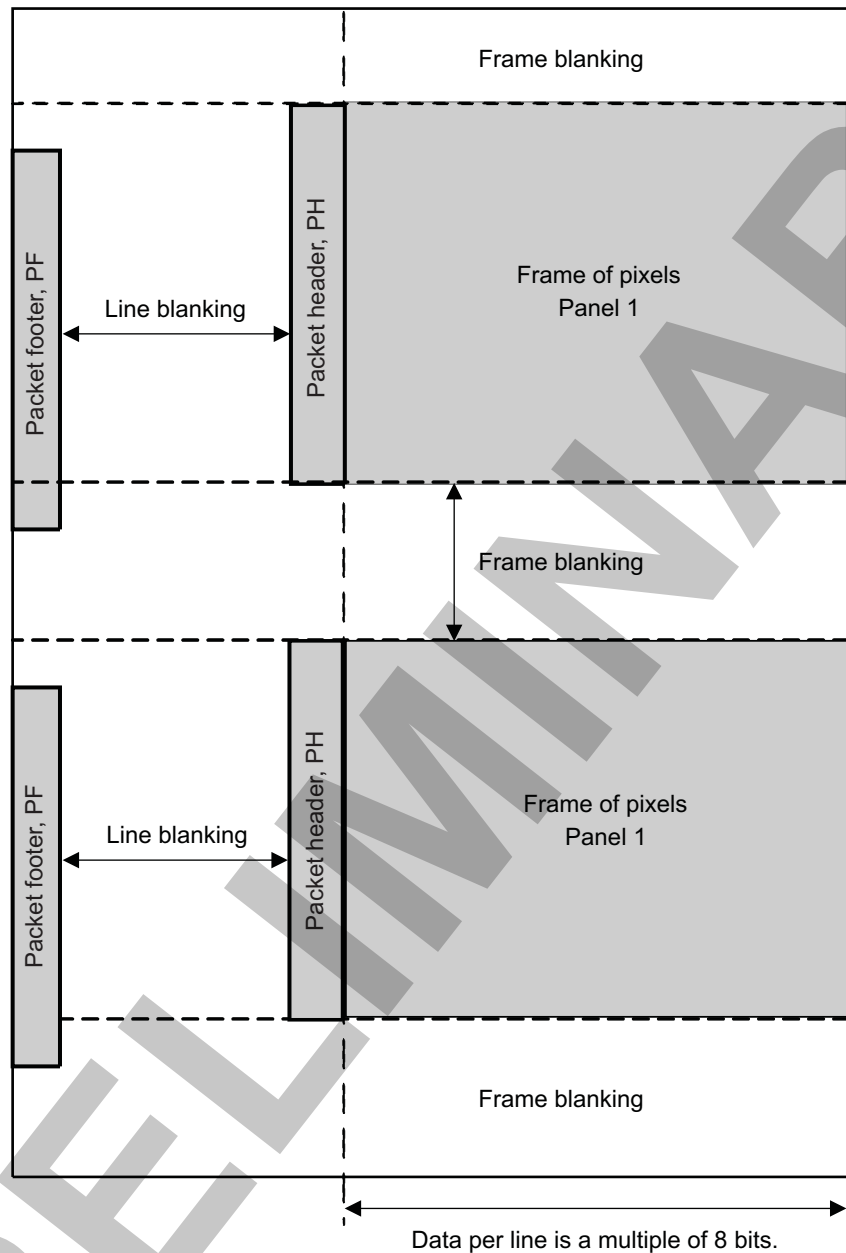 Frame blanking
Packet footer, PF
Line blanking
Packet header, PH
Frame of pixels
Panel 1
Frame blanking
Packet footer, PF
Line blanking
Packet header, PH
Frame of pixels
Panel 1
Frame blanking
Data per line is a multiple of 8 bits.